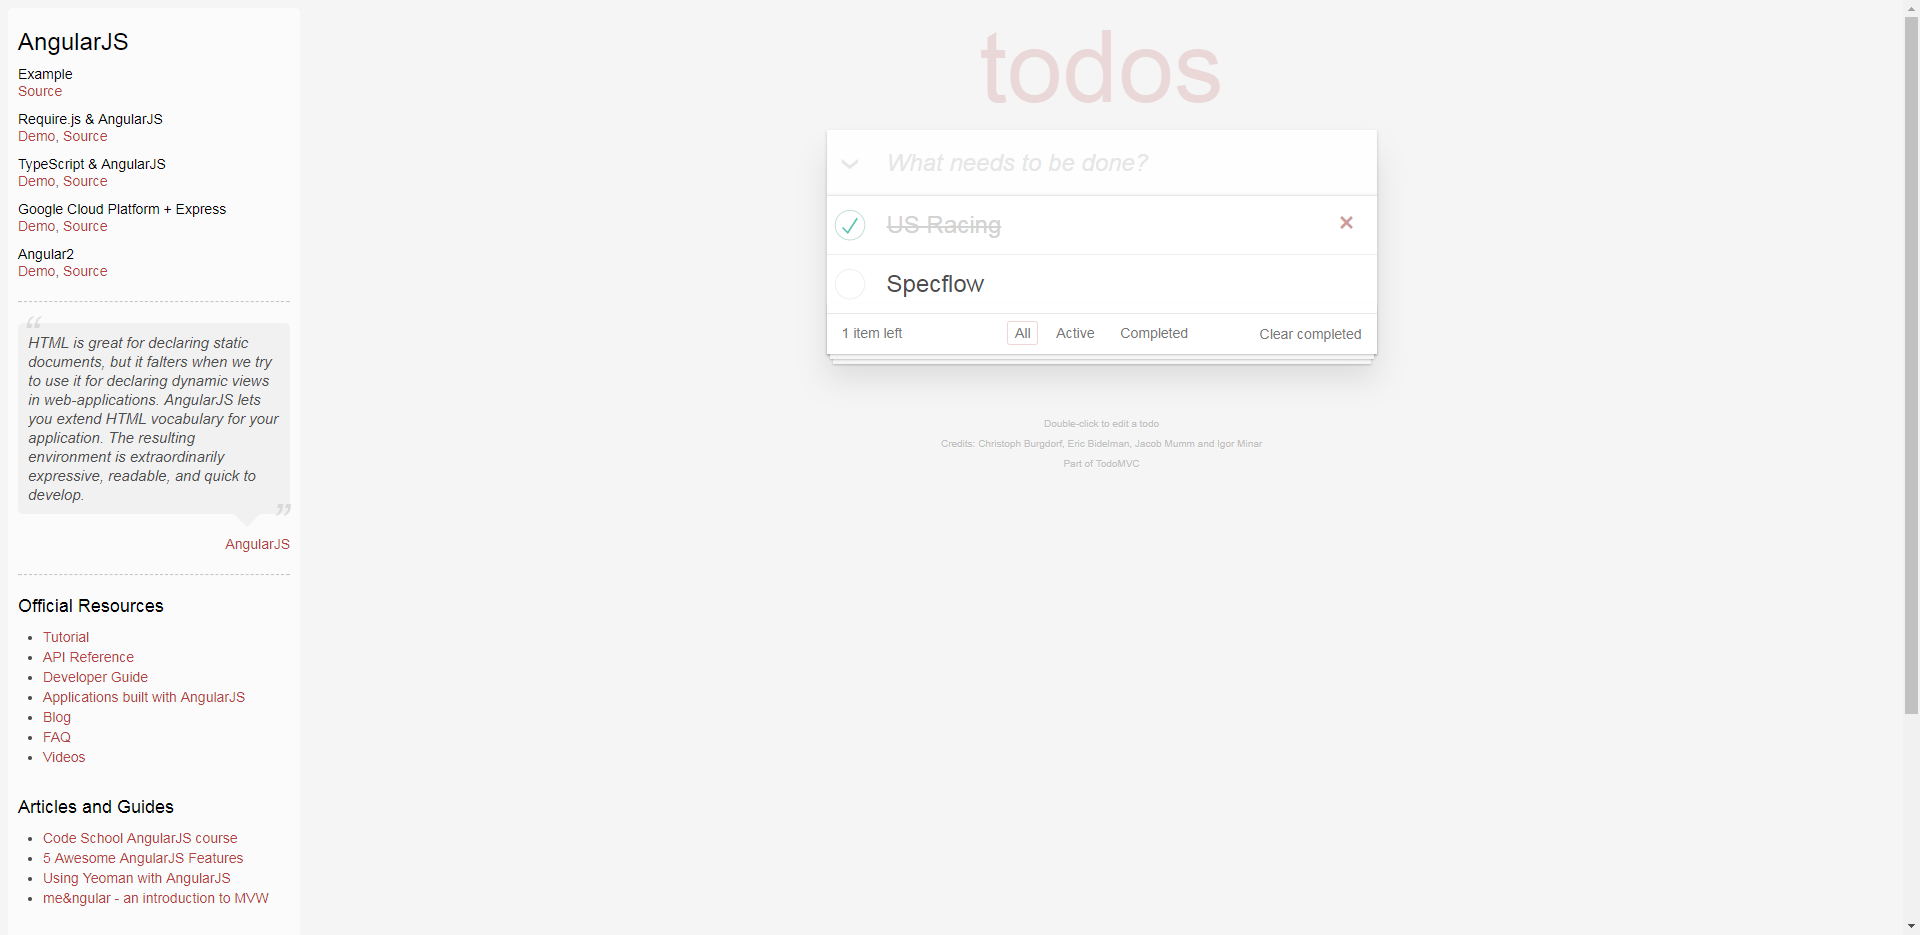 AngularJS
Example
Source
Require.js & AngularJS
Demo, Source
TypeScript & AngularJS
Demo, Source
Google Cloud Platform + Express
Demo, Source
Angular2
Demo, Source
“
HTML is great for declaring static
documents, but it falters when we try
to use it for declaring dynamic views
in web-applications. AngularJS lets
you extend HTML vocabulary for your
application. The resulting
environment is extraordinarily
expressive, readable, and quick to
develop.
”
AngularJS
Official Resources
• Tutorial
• API Reference
• Developer Guide
• Applications built with AngularJS
• Blog
• FAQ
• Videos
Articles and Guides
• Code School AngularJS course
• 5 Awesome AngularJS Features
• Using Yeoman with AngularJS
• me&ngular - an introduction to MVW
todos
What needs to be done?
US Racing
Specflow
1 item left
All Active Completed
Clear completed
Double-click to edit a todo
Credits: Christoph Burgdorf, Eric Bidelman, Jacob Mumm and Igor Minar
Part of TodoMVC